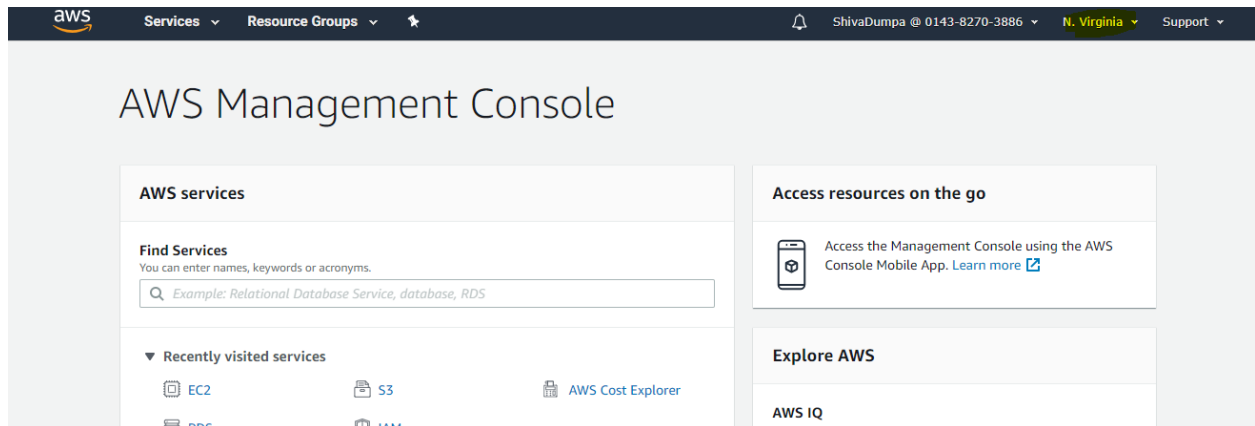 aws Services Resource Groups ShivaDumpa @ 0143-8270-3886 N. Virginia Support
AWS Management Console
AWS services
Find Services
You can enter names, keywords or acronyms.
Example: Relational Database Service, database, RDS
Recently visited services
EC2 S3 AWS Cost Explorer
RDS IAM
Access resources on the go
Access the Management Console using the AWS
Console Mobile App. Learn more
Explore AWS
AWS IQ